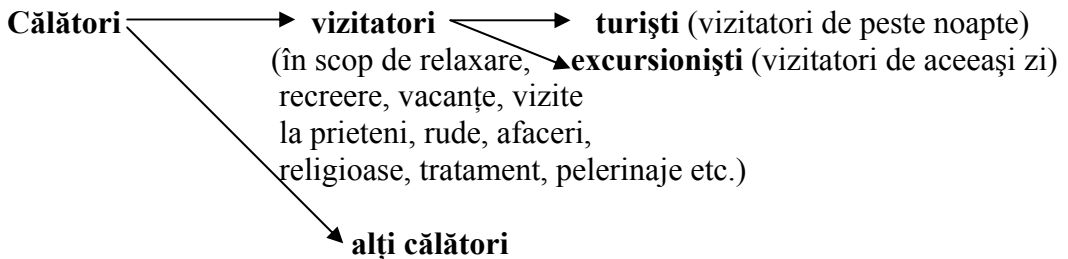 Călători vizitatori turişti (vizitatori de peste noapte)
(în scop de relaxare, excursionişti (vizitatori de aceeaşi zi)
recreere, vacanțe, vizite
la prieteni, rude, afaceri,
religioase, tratament, pelerinaje etc.)
alți călători